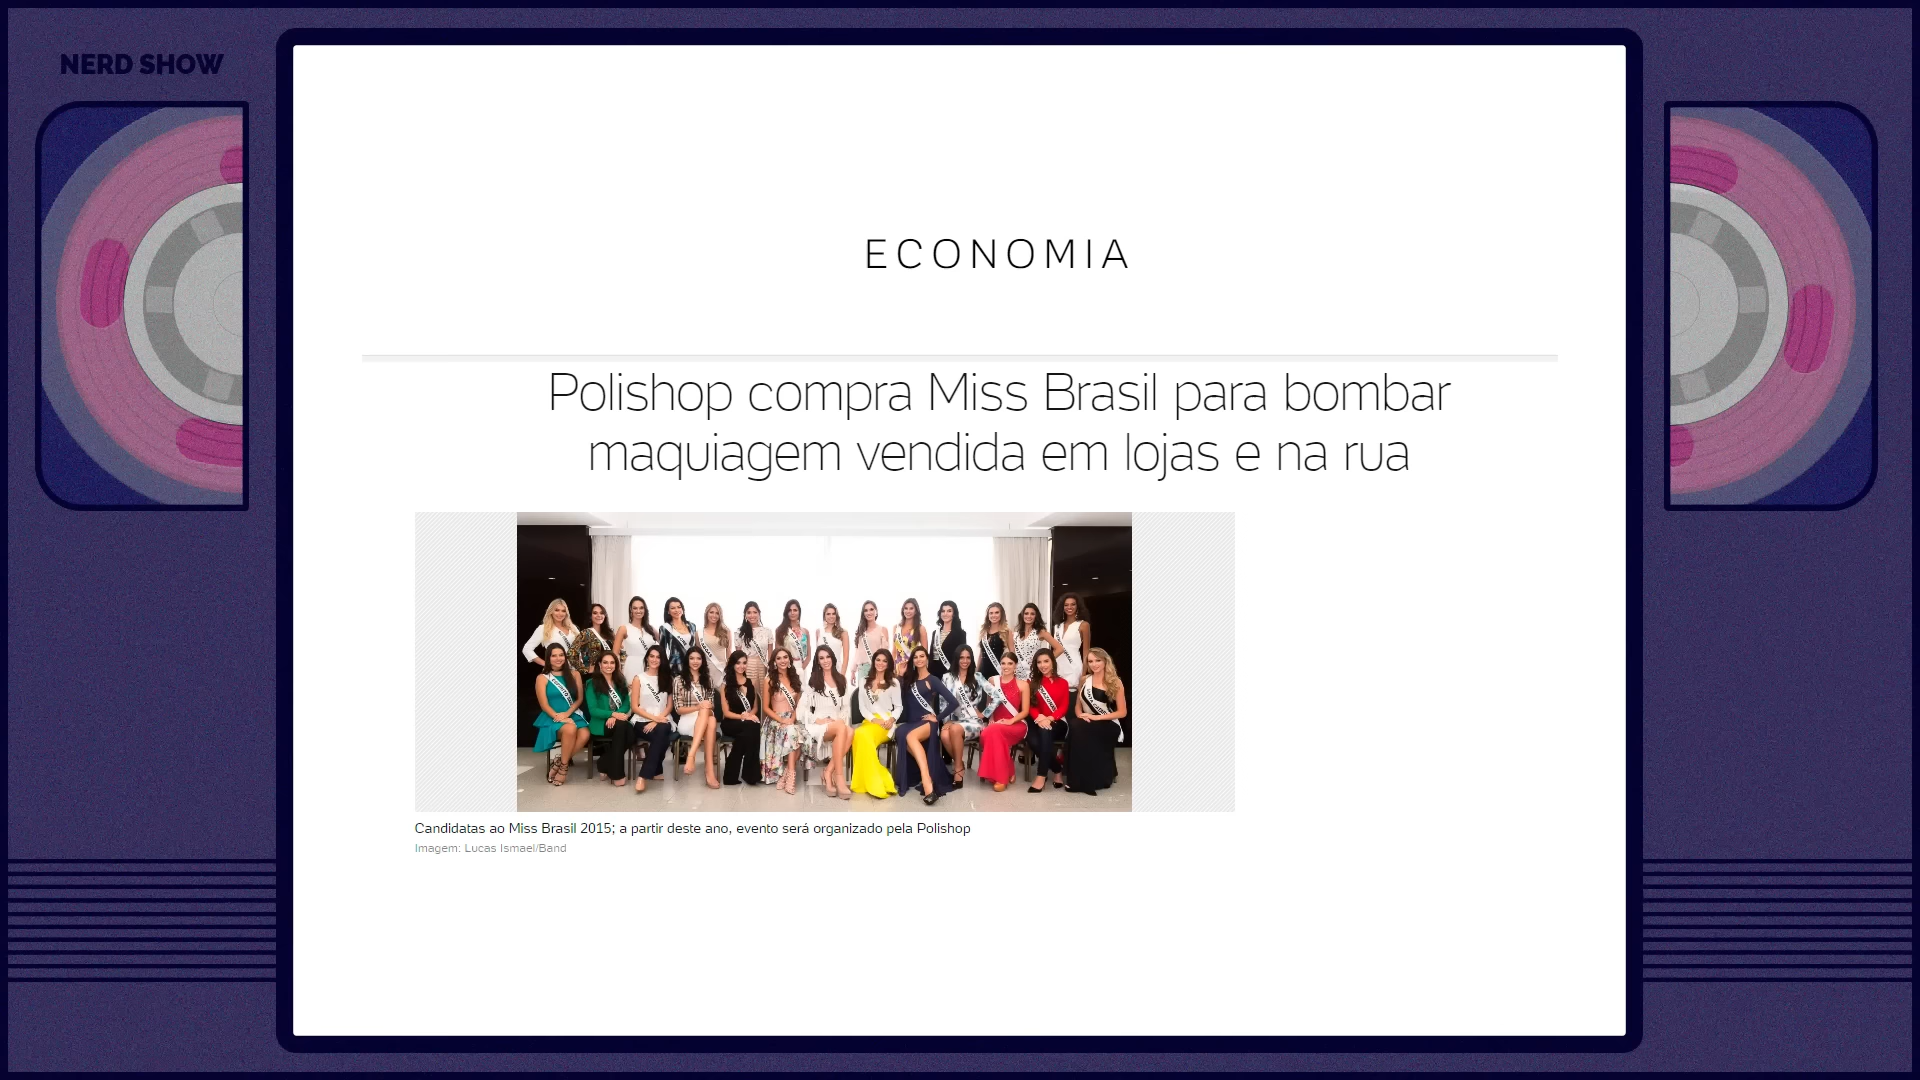 NERD SHOW
ECONOMIA
Polishop compra Miss Brasil para bombar
maquiagem vendida em lojas e na rua
Candidatas ao Miss Brasil 2015; a partir deste ano, evento será organizado pela Polishop
Imagem: Lucas Ismael/Band